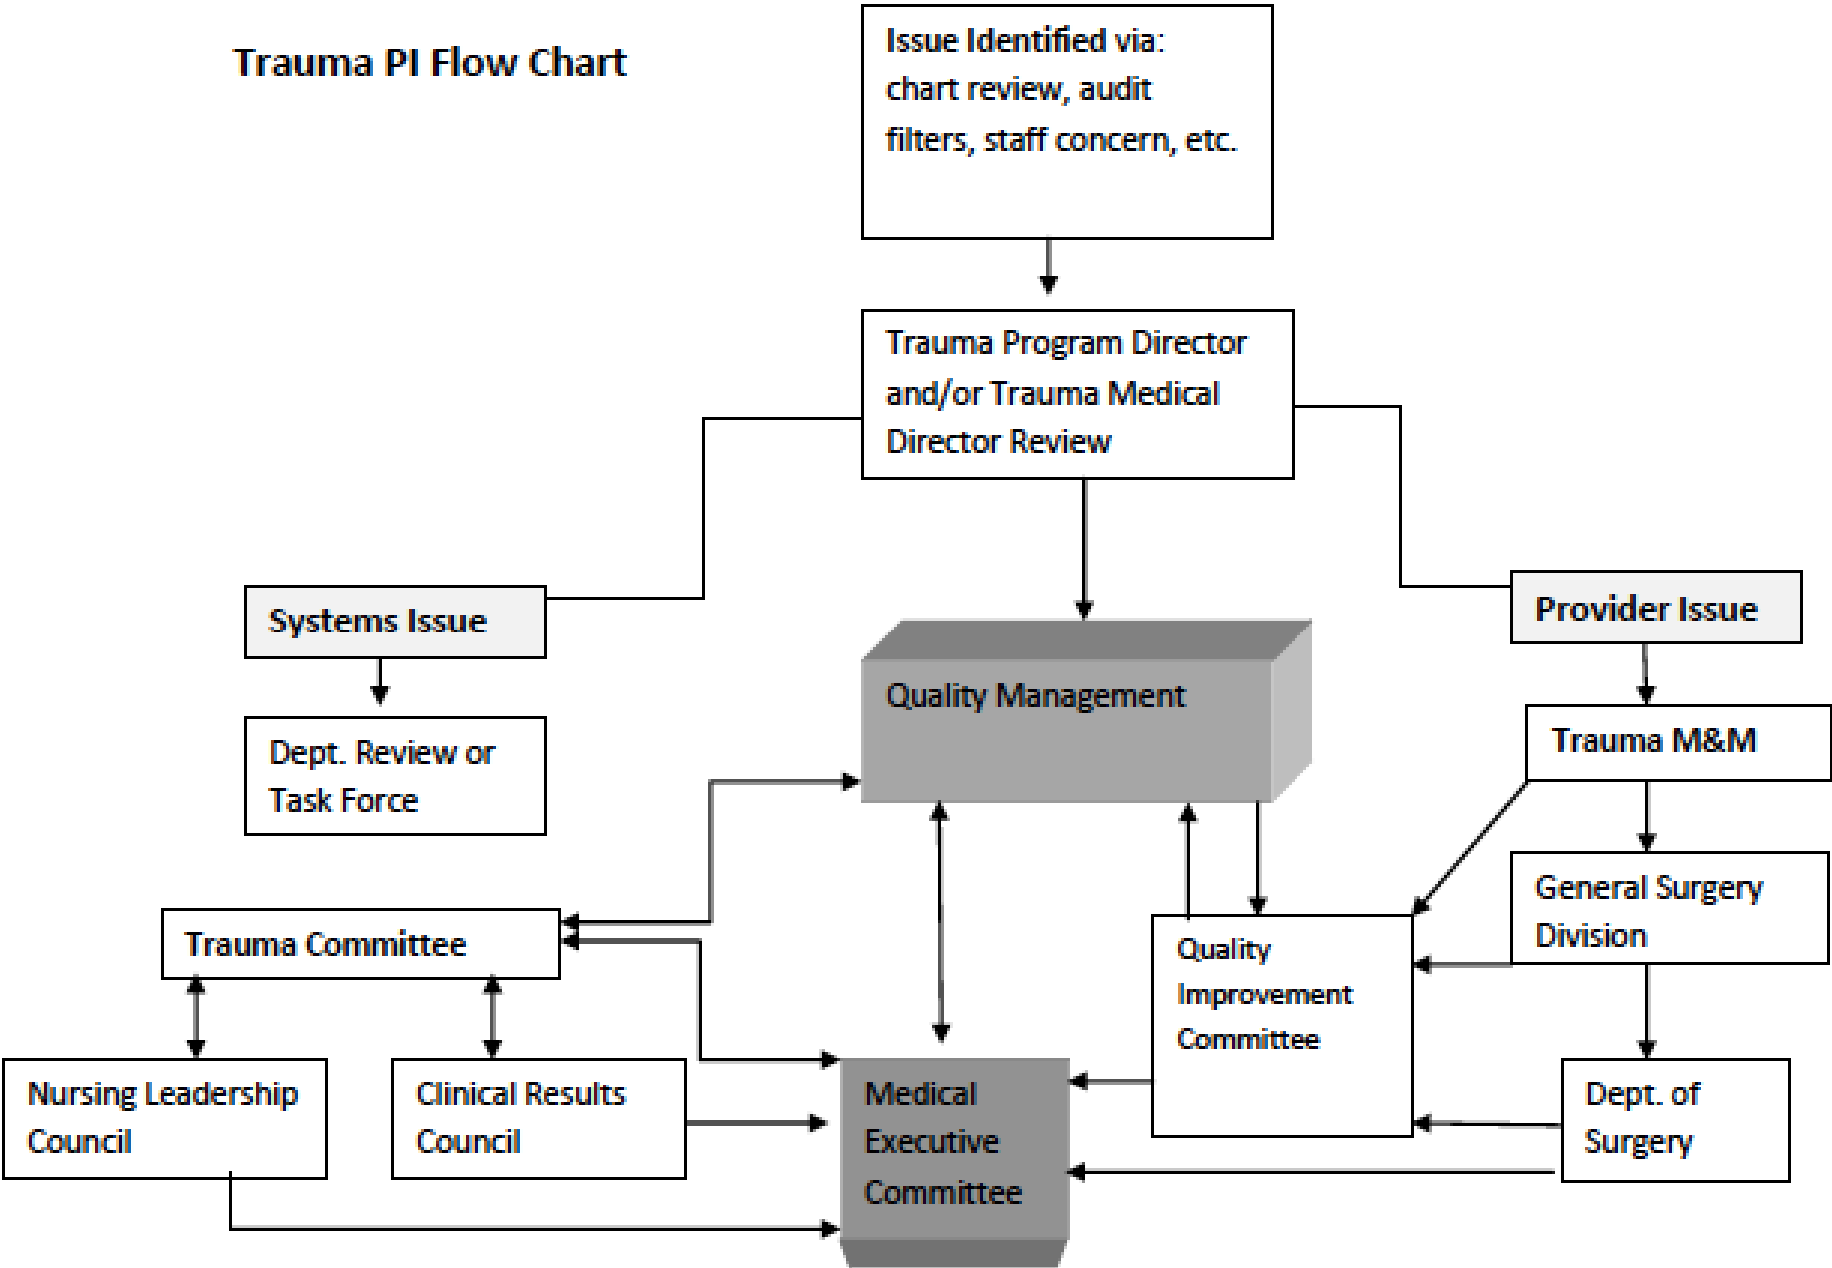 Trauma PI Flow Chart
Issue Identified via:
chart review, audit
filters, staff concern, etc.
Trauma Program Director
and/or Trauma Medical
Director Review
Systems Issue
Provider Issue
Dept. Review or
Task Force
Quality Management
Trauma M&M
General Surgery
Division
Trauma Committee
Quality
Improvement
Committee
Nursing Leadership
Council
Clinical Results
Council
Medical
Executive
Committee
Dept. of
Surgery